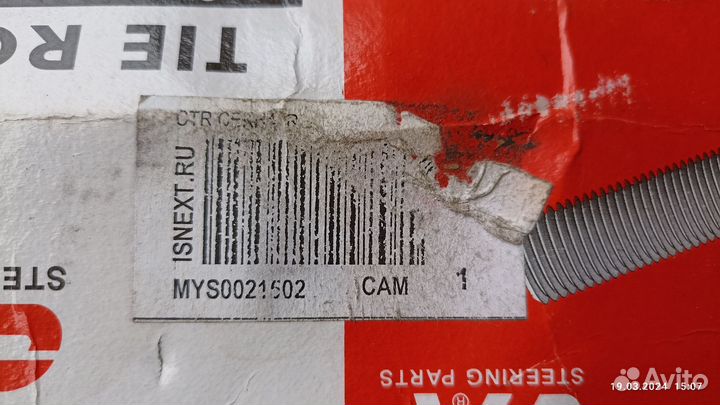 TIE
CTR
ISNEXT.RU
MYS0021502 CAM 1
STE
STEERING PARTS
®
19.03.2024 15:07
Avito